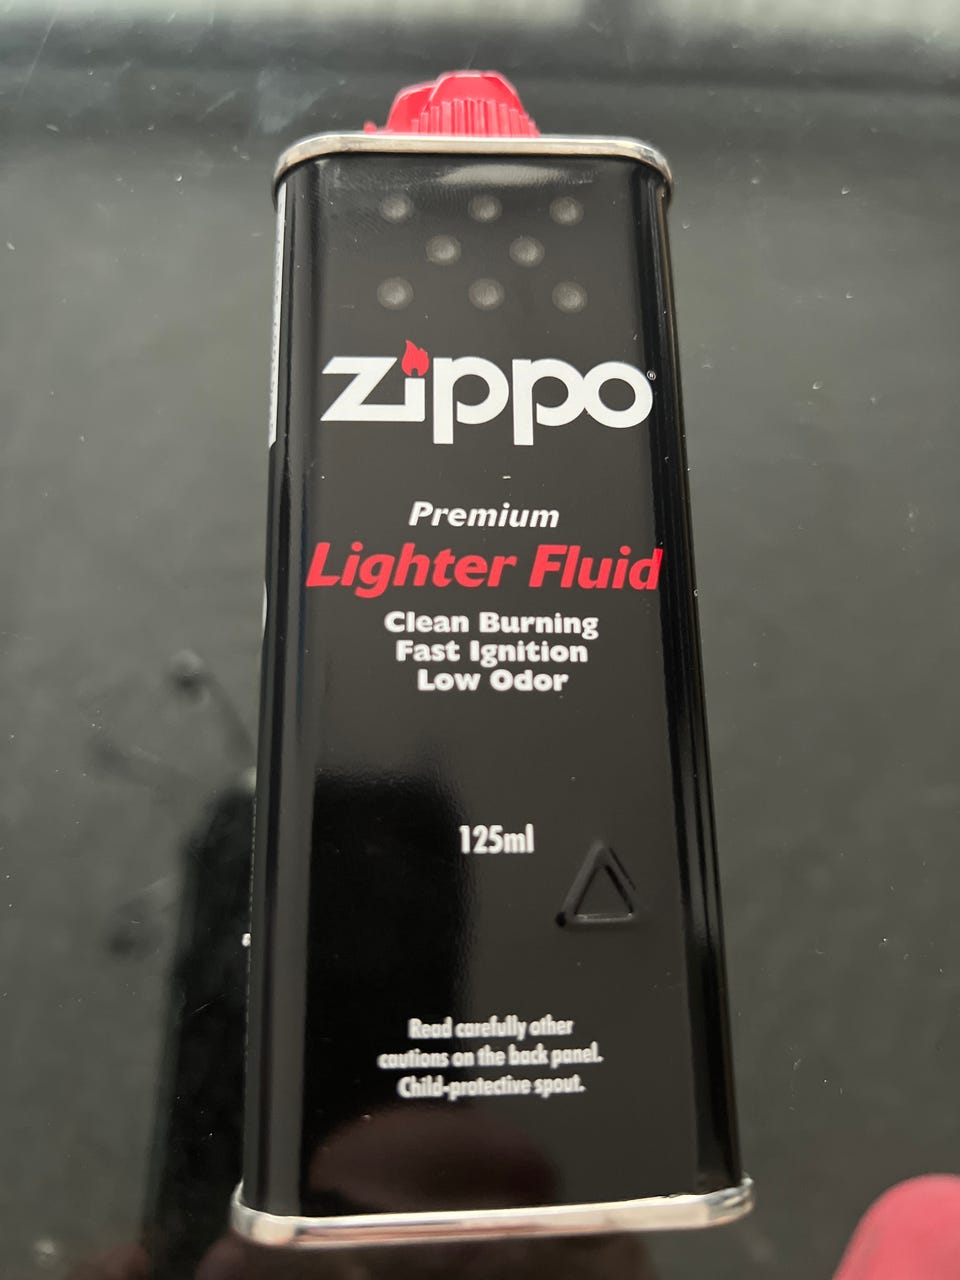 zippo®
Premium
Lighter Fluid
Clean Burning
Fast Ignition
Low Odor
125ml
Read carefully other
cautions on the back panel.
Child-protective spout.